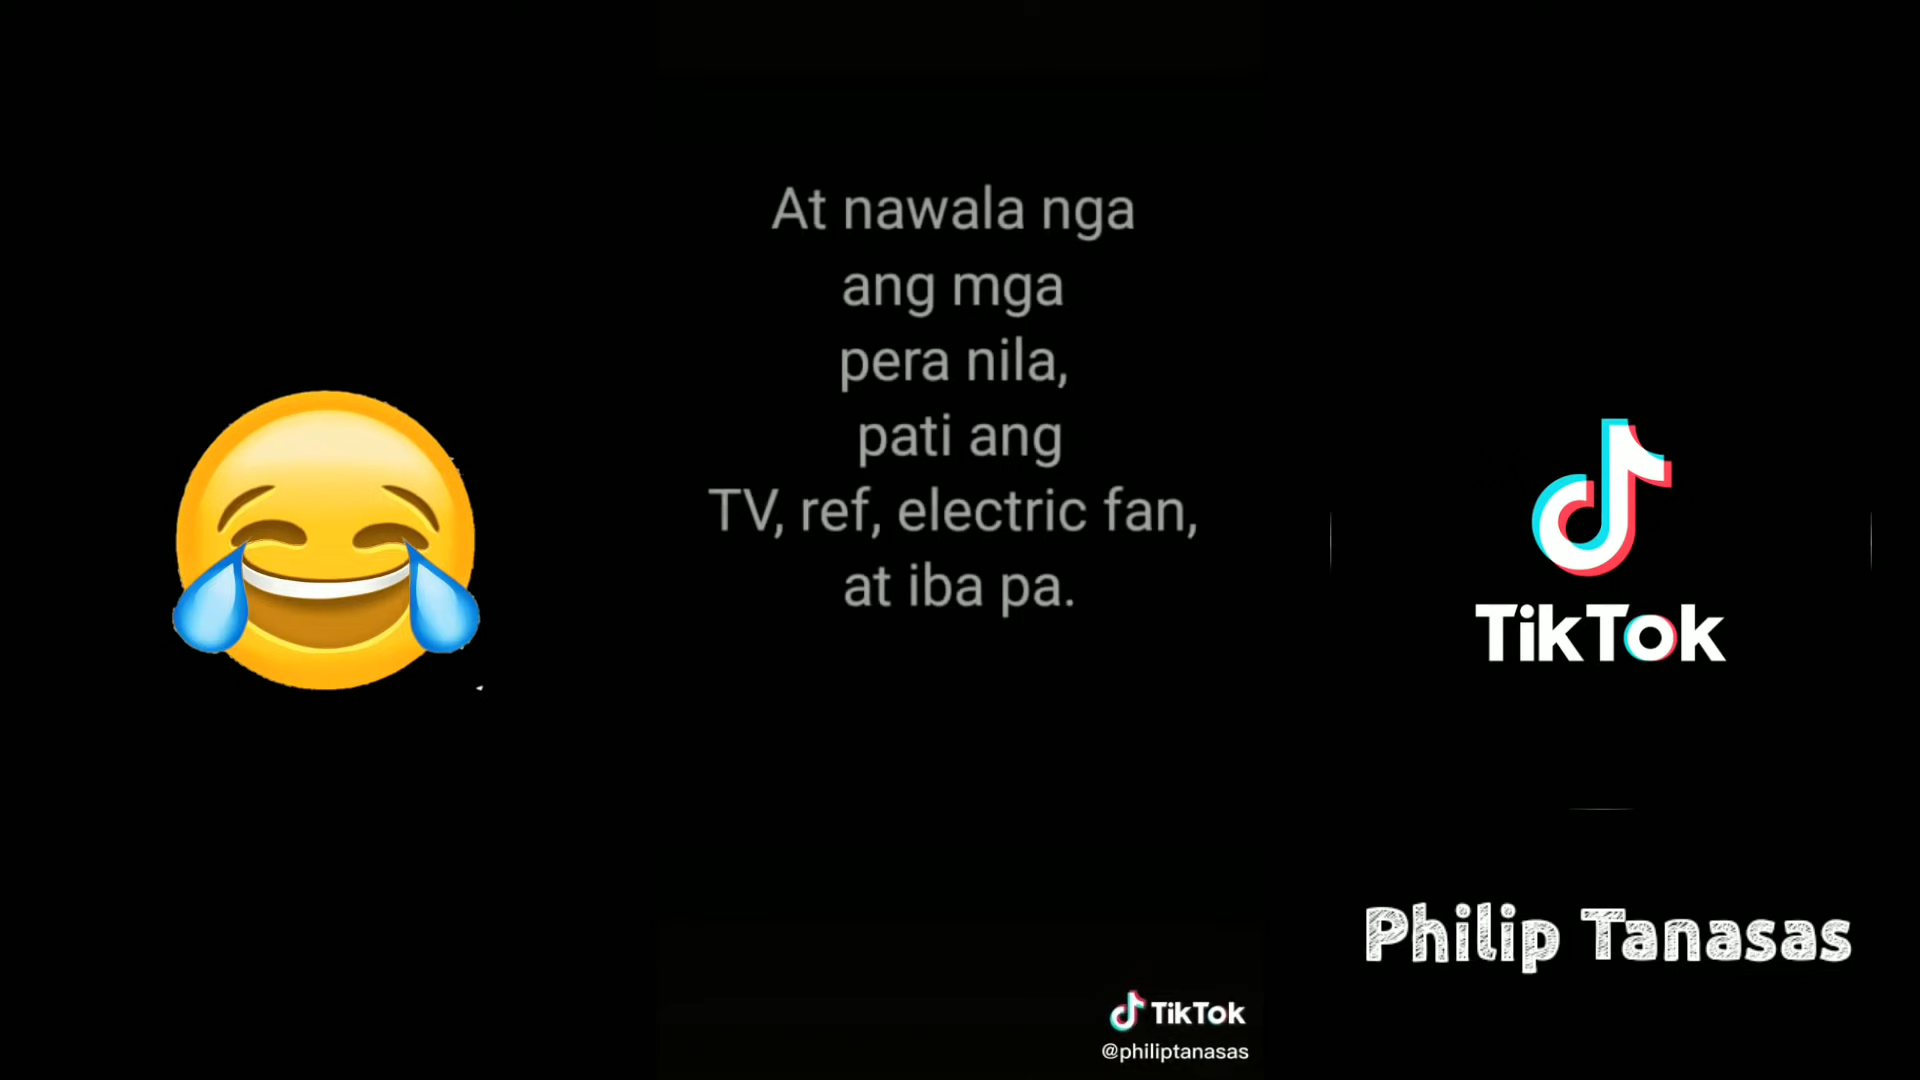 At nawala nga
ang mga
pera nila,
pati ang
TV, ref, electric fan,
at iba pa.
TikTok
Philip Tanasas
TikTok
@philiptanasas